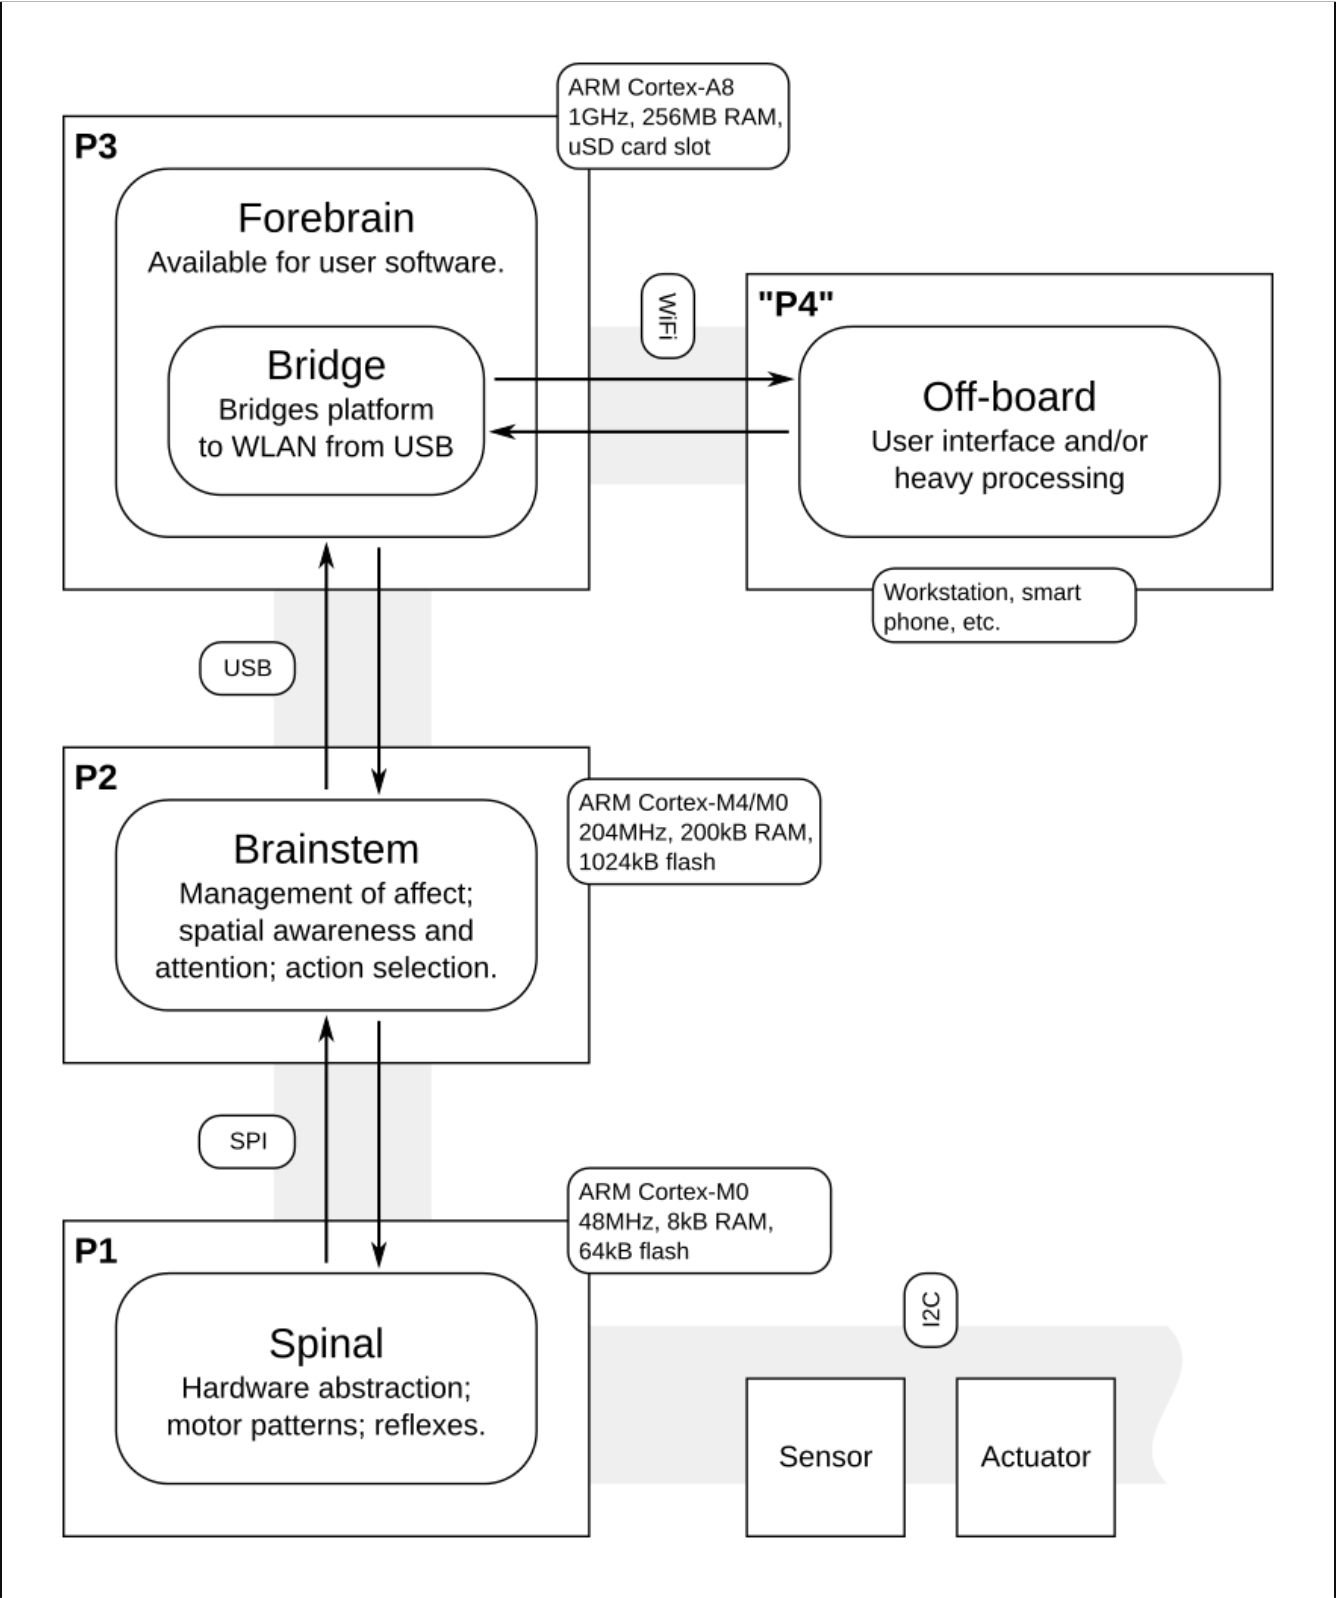 ARM Cortex-A8
1GHz, 256MB RAM,
uSD card slot
P3
Forebrain
Available for user software.
Bridge
Bridges platform
to WLAN from USB
WiFi
"P4"
Off-board
User interface and/or
heavy processing
Workstation, smart
phone, etc.
USB
P2
Brainstem
Management of affect;
spatial awareness and
attention; action selection.
ARM Cortex-M4/M0
204MHz, 200kB RAM,
1024kB flash
SPI
P1
Spinal
Hardware abstraction;
motor patterns; reflexes.
ARM Cortex-M0
48MHz, 8kB RAM,
64kB flash
I2C
Sensor
Actuator